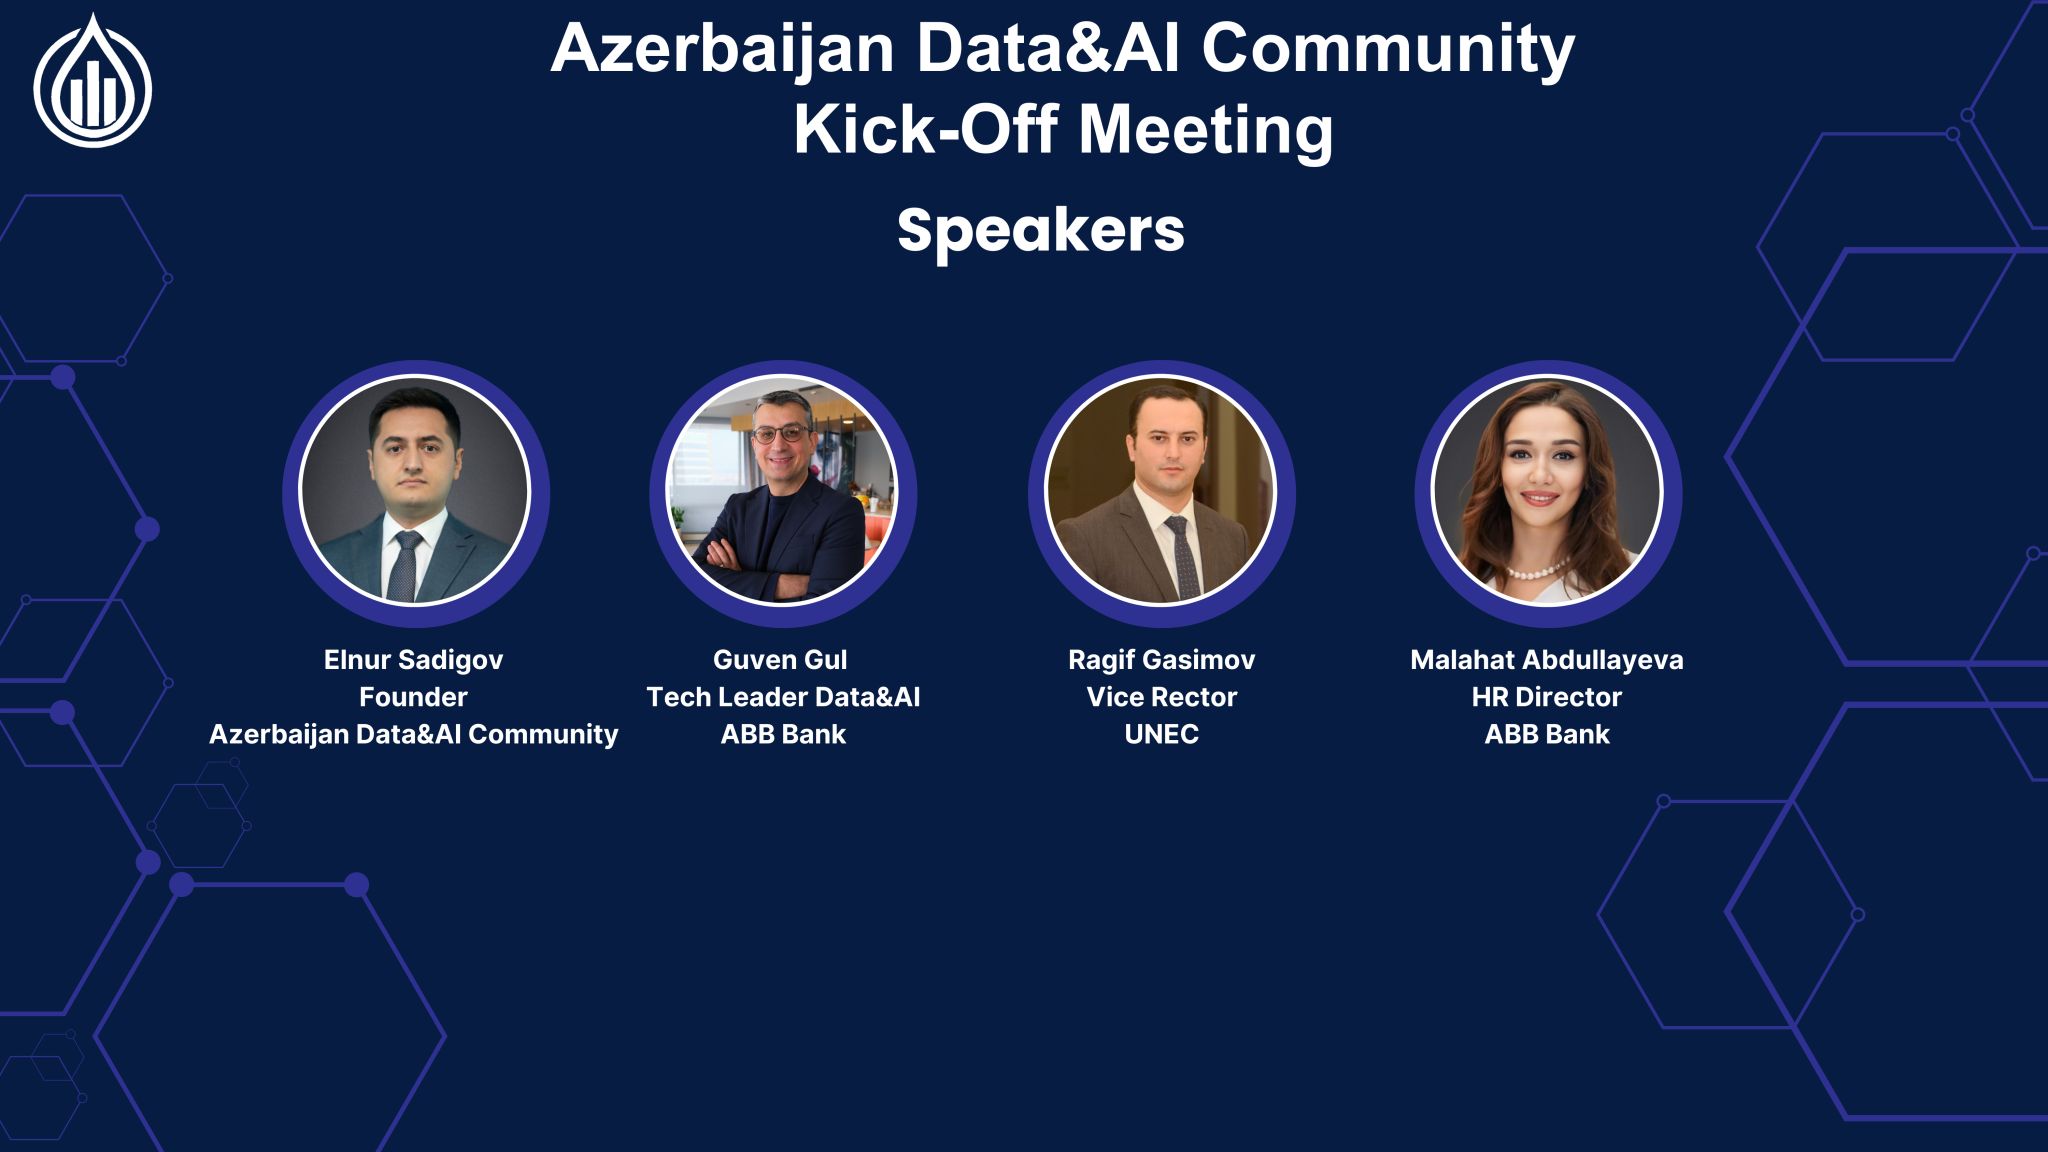 Azerbaijan Data&AI Community
Kick-Off Meeting
Speakers
Elnur Sadigov
Founder
Azerbaijan Data&AI Community
Guven Gul
Tech Leader Data&AI
ABB Bank
Ragif Gasimov
Vice Rector
UNEC
Malahat Abdullayeva
HR Director
ABB Bank